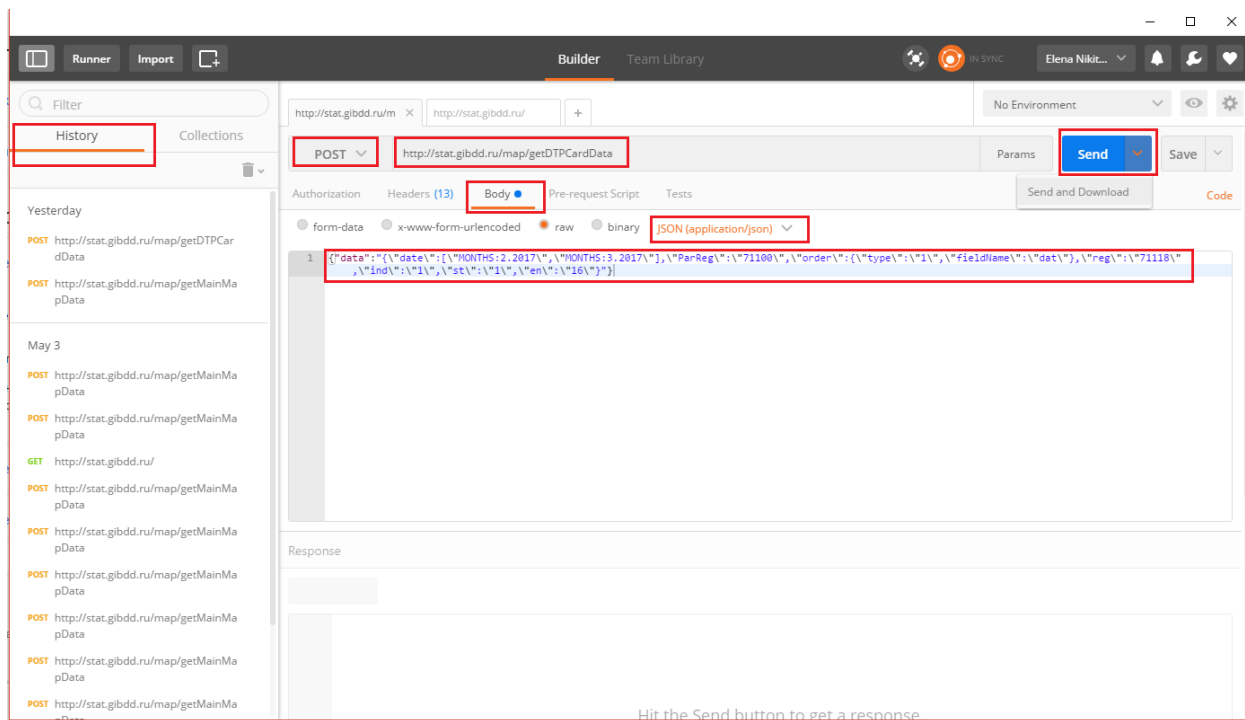 Runner
Import
Builder
Team Library
IN SYNC
Elena Nikit...
Filter
History
Collections
Yesterday
POST http://stat.gibdd.ru/map/getDTPCar
dData
POST http://stat.gibdd.ru/map/getMainMa
pData
May 3
POST http://stat.gibdd.ru/map/getMainMa
pData
POST http://stat.gibdd.ru/map/getMainMa
pData
GET http://stat.gibdd.ru/
POST http://stat.gibdd.ru/map/getMainMa
pData
POST http://stat.gibdd.ru/map/getMainMa
pData
POST http://stat.gibdd.ru/map/getMainMa
pData
POST http://stat.gibdd.ru/map/getMainMa
pData
POST http://stat.gibdd.ru/map/getMainMa
pData
POST http://stat.gibdd.ru/map/getMainMa
http://stat.gibdd.ru/m
http://stat.gibdd.ru/
No Environment
POST
http://stat.gibdd.ru/map/getDTPCardData
Params
Send
Save
Send and Download
Authorization
Headers (13)
Body
Pre-request Script
Tests
Code
form-data
x-www-form-urlencoded
raw
binary
JSON (application/json)
1 {"data":"{\"date\":[\"MONTHS:2.2017\",\"MONTHS:3.2017\"],\"ParReg\":\"71100\",\"order\":{\"type\":\"1\",\"fieldName\":\"dat\"},\"reg\":\"71118\"
,\"ind\":\"1\",\"st\":\"1\",\"en\":\"16\"}"}
Response
Hit the Send button to get a response